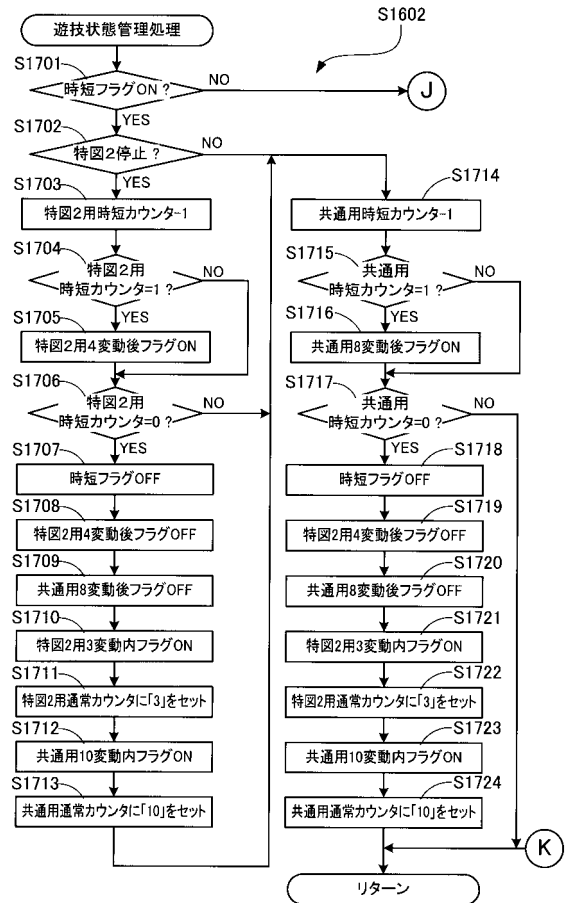 S1602
遊技状態管理処理
S1701
時短フラグON？
NO
J
YES
S1702
特図2停止？
NO
YES
S1703
特図2用時短カウンタ-1
S1704
特図2用
時短カウンタ=1？
NO
YES
S1705
特図2用4変動後フラグON
S1706
特図2用
時短カウンタ=0？
NO
YES
S1707
時短フラグOFF
S1708
特図2用4変動後フラグOFF
S1709
共通用8変動後フラグOFF
S1710
特図2用3変動内フラグON
S1711
特図2用通常カウンタに「3」をセット
S1712
共通用10変動内フラグON
S1713
共通用通常カウンタに「10」をセット
S1714
共通用時短カウンタ-1
S1715
共通用
時短カウンタ=1？
NO
YES
S1716
共通用8変動後フラグON
S1717
共通用
時短カウンタ=0？
NO
YES
S1718
時短フラグOFF
S1719
特図2用4変動後フラグOFF
S1720
共通用8変動後フラグOFF
S1721
特図2用3変動内フラグON
S1722
特図2用通常カウンタに「3」をセット
S1723
共通用10変動内フラグON
S1724
共通用通常カウンタに「10」をセット
K
リターン